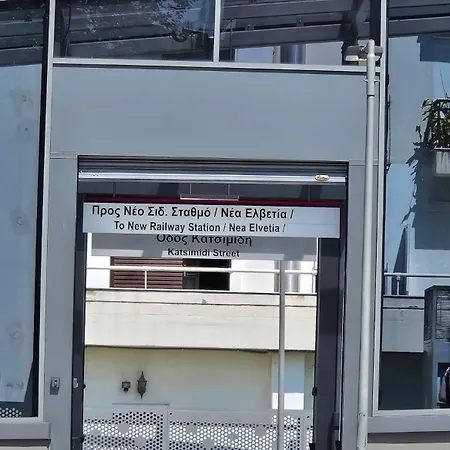 Προς Νέο Σιδ. Σταθμό / Νέα Ελβετία /
To New Railway Station / Nea Elvetia /
Οδός Κατσιμίδη
Katsimidi Street